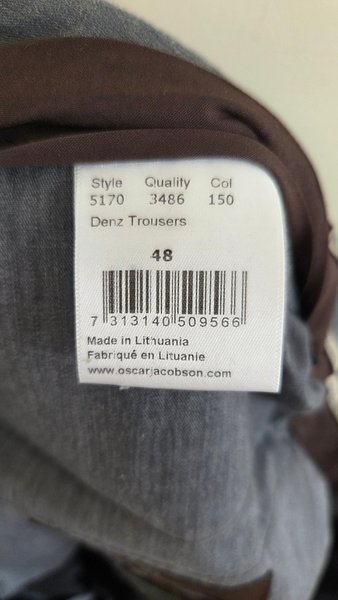 Style Quality Col
5170 3486 150
Denz Trousers
48
7 313140 509566
Made in Lithuania
Fabriqué en Lituanie
www.oscarjacobson.com